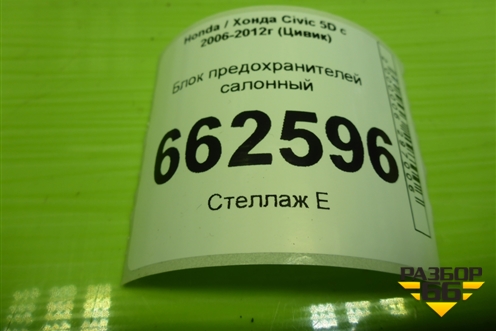 Honda / Хонда Civic 5D с
2006-2012г (Цивик)
Блок предохранителей
салонный
662596
Стеллаж Е
РАЗБОР
66